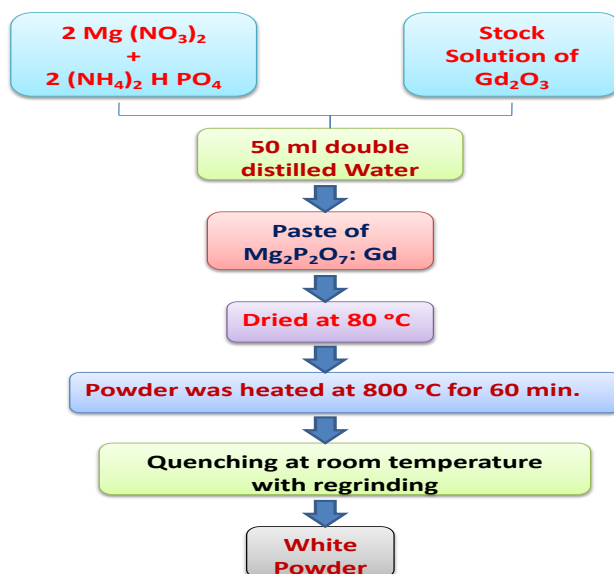 2 Mg (NO₃)₂
+
2 (NH₄)₂ H PO₄
Stock
Solution of
Gd₂O₃
50 ml double
distilled Water
Paste of
Mg₂P₂O₇: Gd
Dried at 80 °C
Powder was heated at 800 °C for 60 min.
Quenching at room temperature
with regrinding
White
Powder